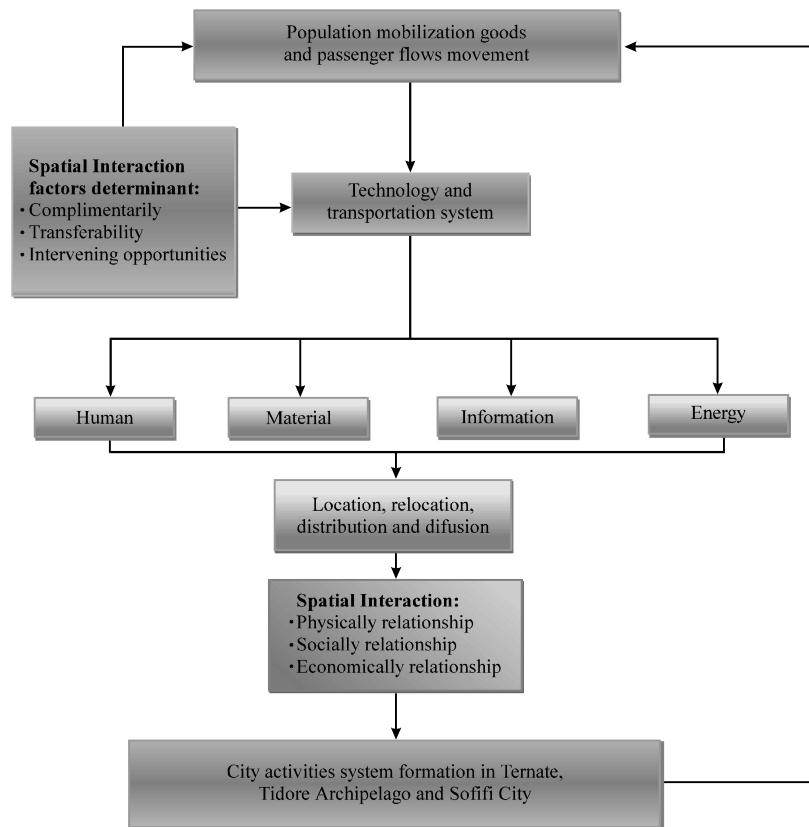 Population mobilization goods
and passenger flows movement
Spatial Interaction
factors determinant:
· Complimentarily
· Transferability
· Intervening opportunities
Technology and
transportation system
Human
Material
Information
Energy
Location, relocation,
distribution and difusion
Spatial Interaction:
· Physically relationship
· Socially relationship
· Economically relationship
City activities system formation in Ternate,
Tidore Archipelago and Sofifi City